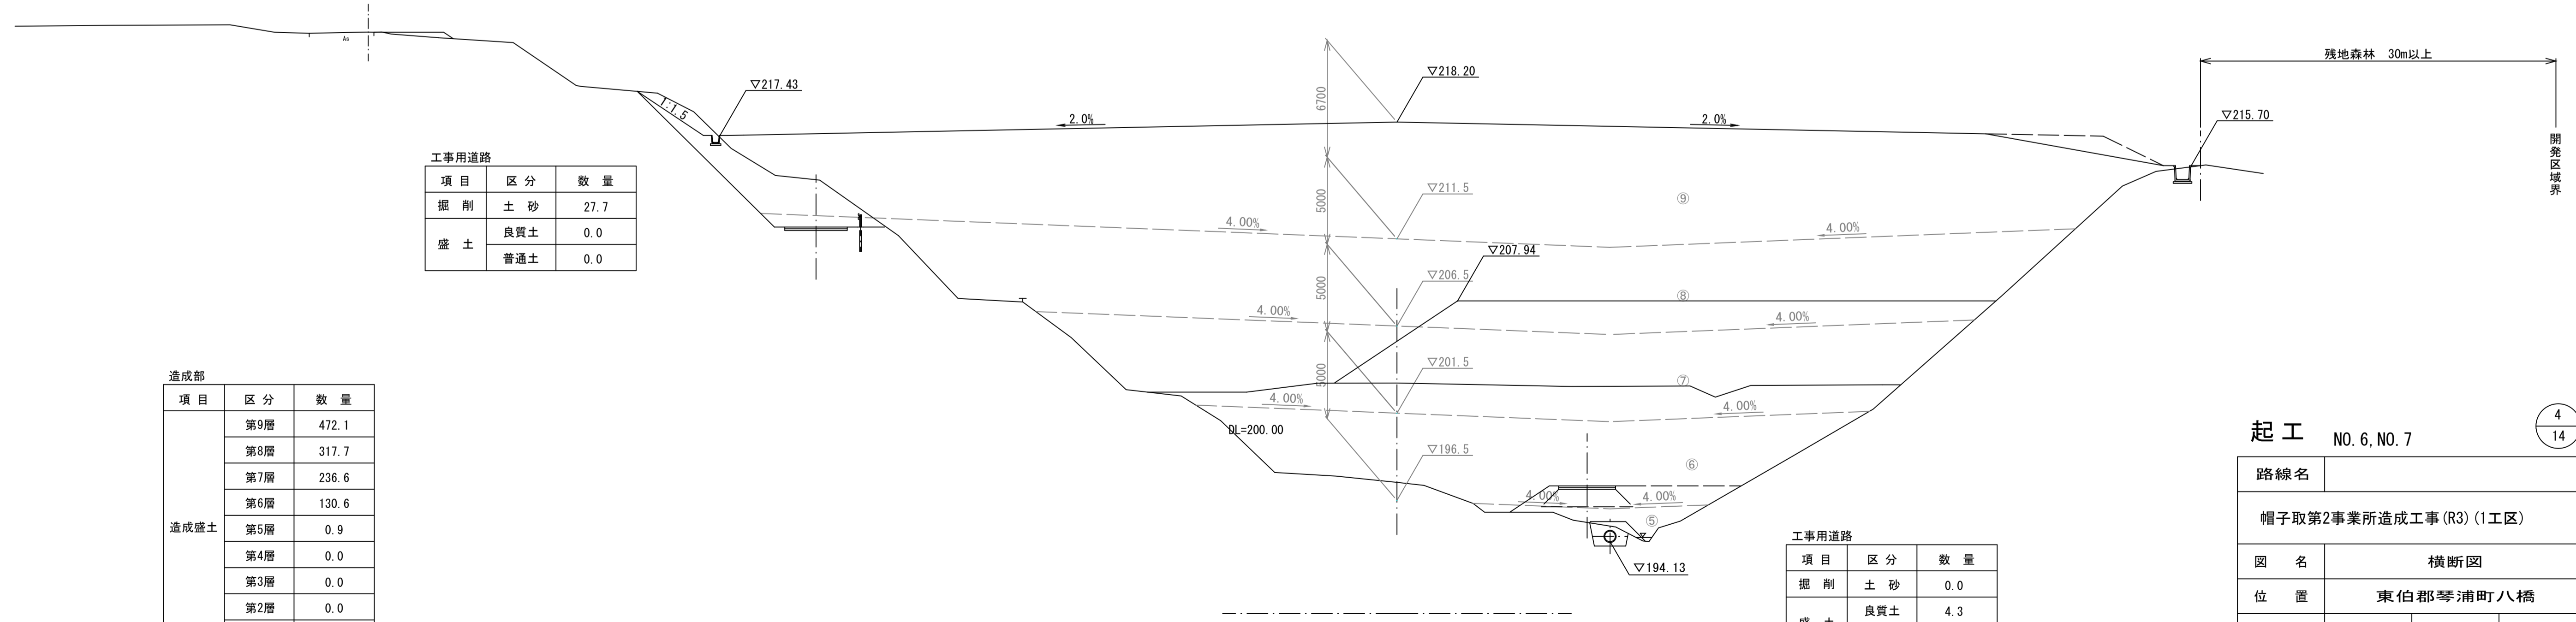 As
1:1.5
▽217.43
2.0%
6700
▽218.20
2.0%
残地森林 30m以上
▽215.70
開発区域界
工事用道路
項 目 区 分 数 量
掘 削 土 砂 27.7
盛 土 良質土 0.0
普通土 0.0
5000
▽211.5
⑨
4.00%
4.00%
▽207.94
5000
▽206.5
⑧
4.00%
4.00%
5000
▽201.5
⑦
4.00%
4.00%
DL=200.00
▽196.5
⑥
4.00%
4.00%
⑤
▽194.13
造成部
項 目 区 分 数 量
造成盛土
第9層 472.1
第8層 317.7
第7層 236.6
第6層 130.6
第5層 0.9
第4層 0.0
第3層 0.0
第2層 0.0
工事用道路
項 目 区 分 数 量
掘 削 土 砂 0.0
盛 土 良質土 4.3
起 工 NO.6,NO.7
4
14
路線名
帽子取第2事業所造成工事(R3)(1工区)
図 名 横断図
位 置 東伯郡琴浦町八橋